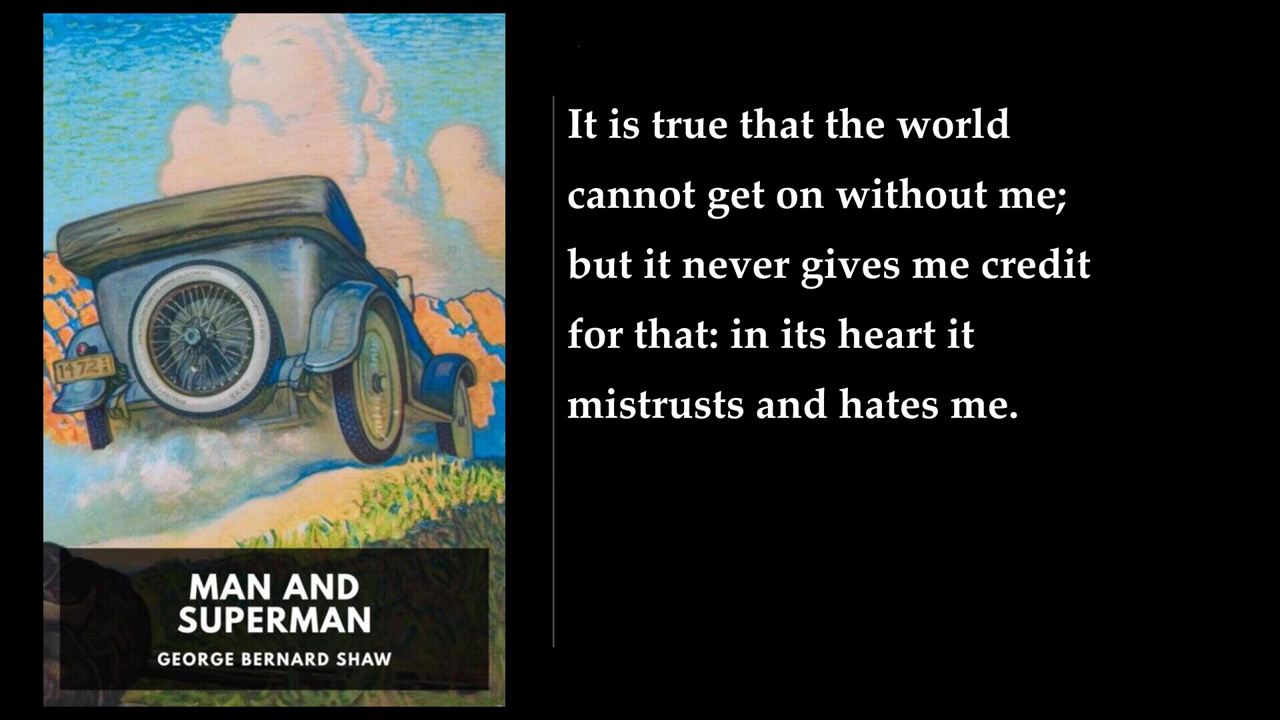 It is true that the world
cannot get on without me;
but it never gives me credit
for that: in its heart it
mistrusts and hates me.
1472
MAN AND
SUPERMAN
GEORGE BERNARD SHAW